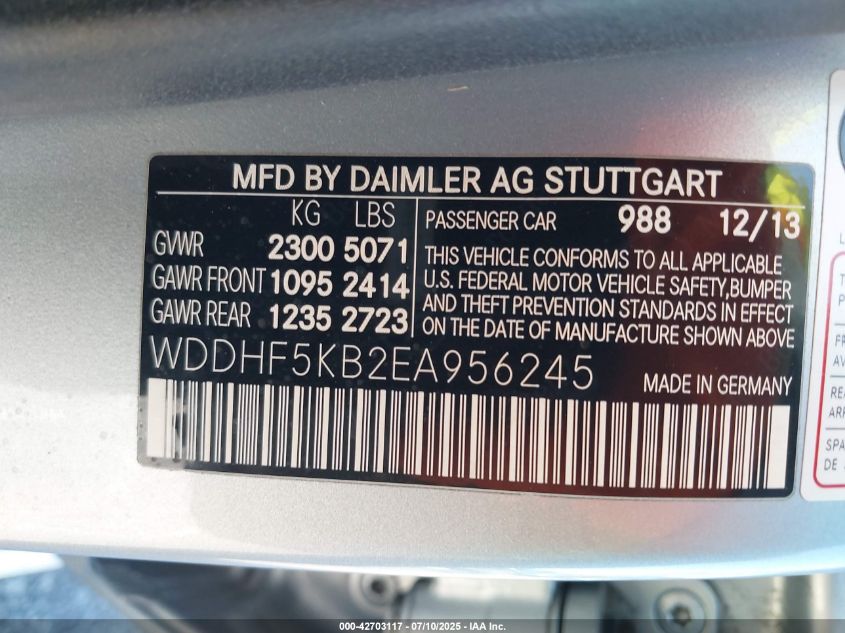 MFD BY DAIMLER AG STUTTGART
KG LBS
GVWR 2300 5071
GAWR FRONT 1095 2414
GAWR REAR 1235 2723
PASSENGER CAR 988 12/13
THIS VEHICLE CONFORMS TO ALL APPLICABLE
U.S. FEDERAL MOTOR VEHICLE SAFETY,BUMPER
AND THEFT PREVENTION STANDARDS IN EFFECT
ON THE DATE OF MANUFACTURE SHOWN ABOVE
WDDHF5KB2EA956245
MADE IN GERMANY
000-42703117 - 07/10/2025 - IAA Inc.